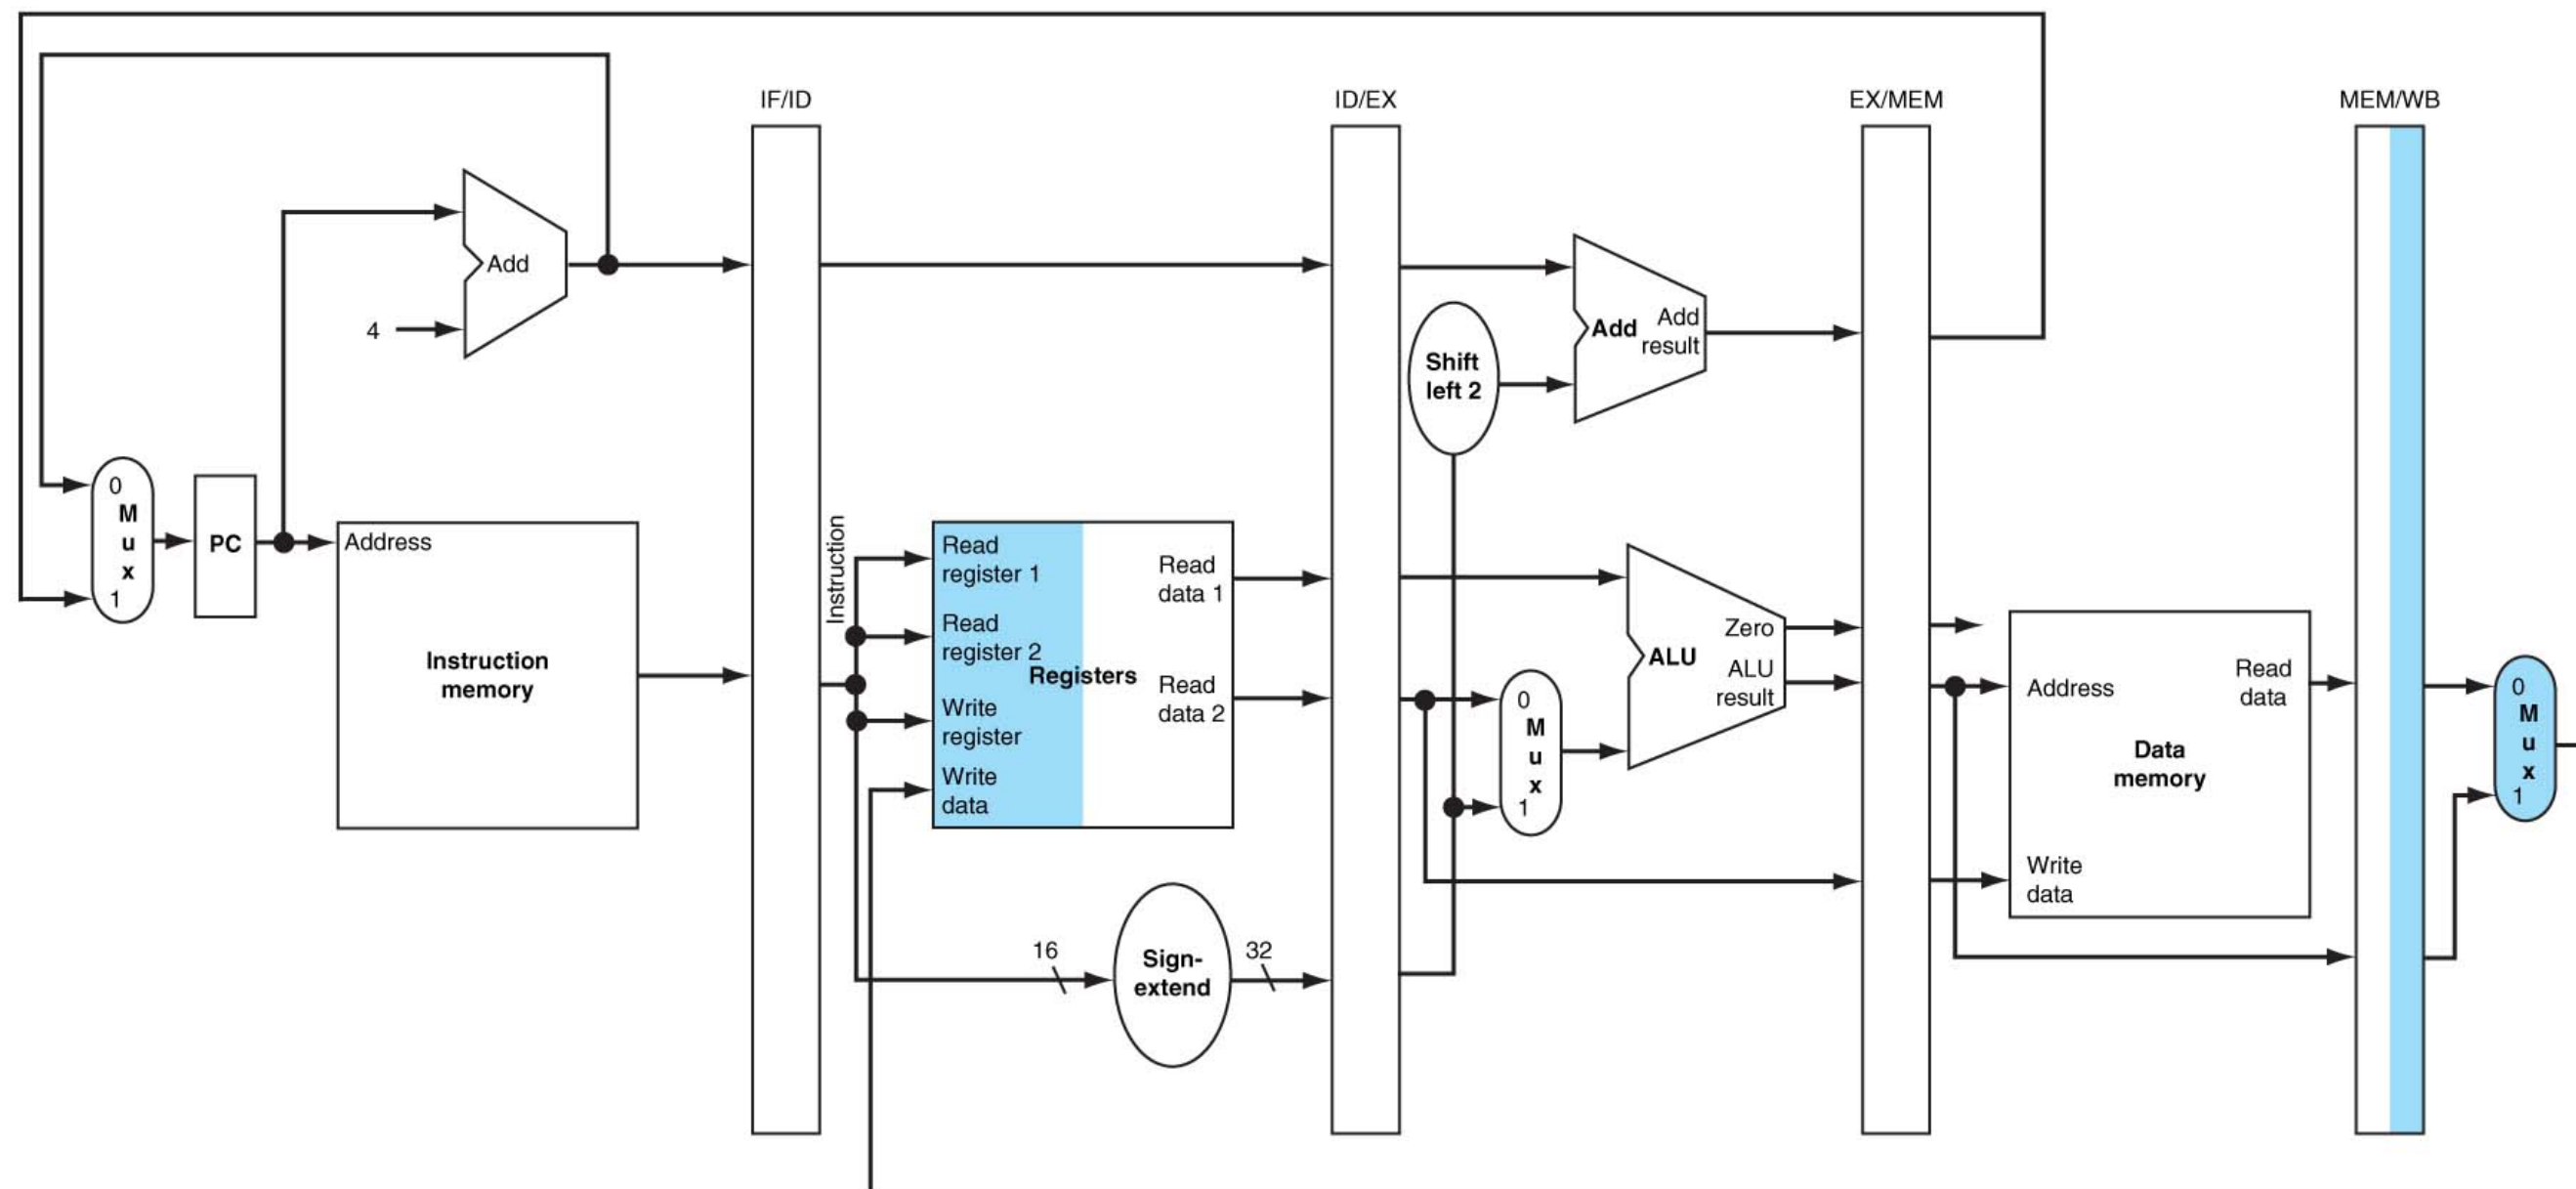 IF/ID
ID/EX
EX/MEM
MEM/WB
Add
4
Add
Add
result
Shift
left 2
0
M
u
x
1
PC
Address
Instruction
memory
Instruction
Read
register 1
Read
register 2
Write
register
Write
data
Registers
Read
data 1
Read
data 2
16
Sign-
extend
32
0
M
u
x
1
ALU
Zero
ALU
result
Address
Read
data
Data
memory
Write
data
0
M
u
x
1